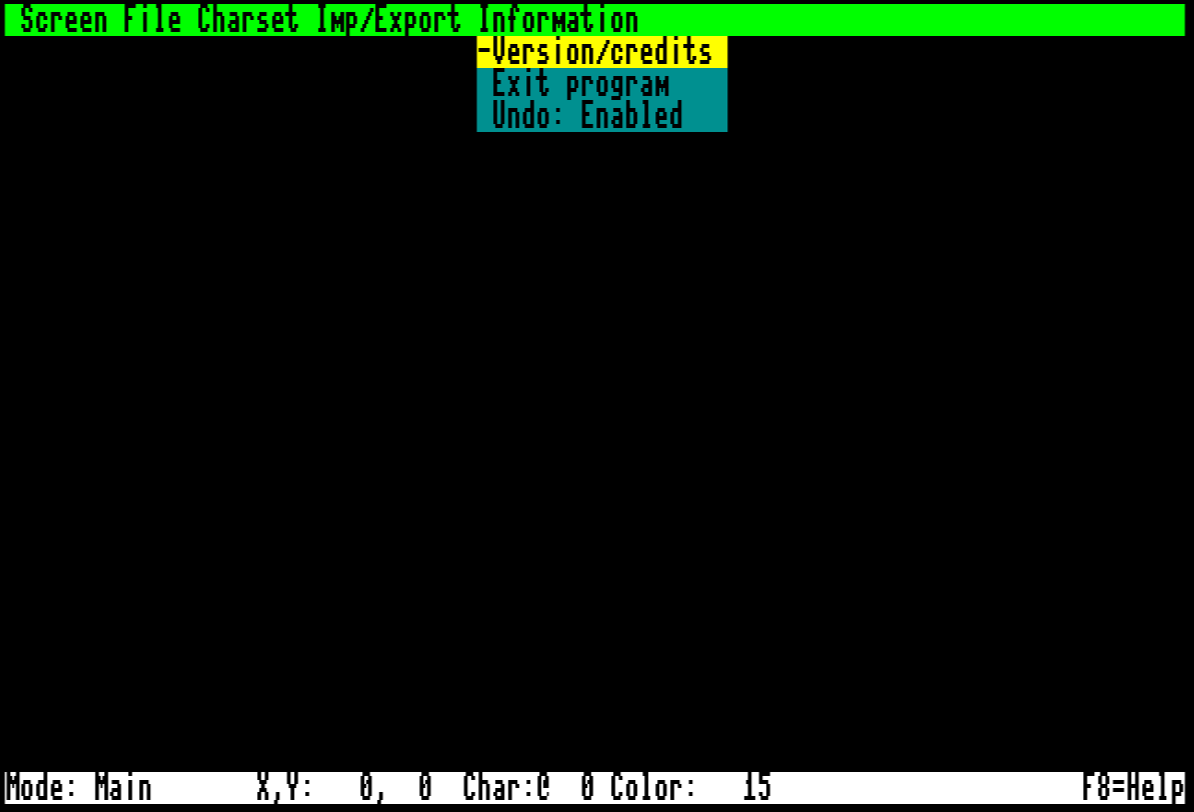 Screen File Charset Imp/Export Information
-Version/credits
Exit program
Undo: Enabled
Mode: Main X,Y: 0, 0 Char:@ 0 Color: 15 F8=Help